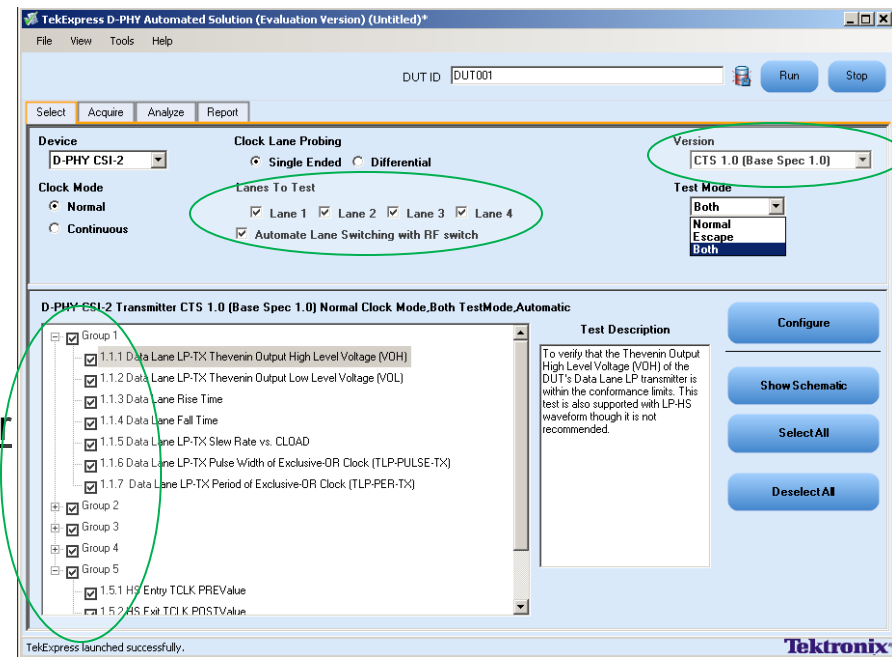 TekExpress D-PHY Automated Solution (Evaluation Version) (Untitled)*
File View Tools Help
DUT ID DUT001 Run Stop
Select Acquire Analyze Report
Device Clock Lane Probing Version
D-PHY CSI-2 Single Ended Differential CTS 1.0 (Base Spec 1.0)
Clock Mode Lanes To Test Test Mode
Normal Lane 1 Lane 2 Lane 3 Lane 4 Both
Continuous Automate Lane Switching with RF switch Normal
Escape
Both
D-PHY CSI-2 Transmitter CTS 1.0 (Base Spec 1.0) Normal Clock Mode,Both TestMode,Automatic
Group 1
1.1.1 Data Lane LP-TX Thevenin Output High Level Voltage (VOH)
1.1.2 Data Lane LP-TX Thevenin Output Low Level Voltage (VOL)
1.1.3 Data Lane Rise Time
1.1.4 Data Lane Fall Time
1.1.5 Data Lane LP-TX Slew Rate vs. CLOAD
1.1.6 Data Lane LP-TX Pulse Width of Exclusive-OR Clock (TLP-PULSE-TX)
1.1.7 Data Lane LP-TX Period of Exclusive-OR Clock (TLP-PER-TX)
Group 2
Group 3
Group 4
Group 5
1.5.1 HS Entry TCLK PREValue
1.5.2 HS Exit TCLK POSTValue
Test Description
To verify that the Thevenin Output
High Level Voltage (VOH) of the
DUT's Data Lane LP transmitter is
within the conformance limits. This
test is also supported with LP-HS
waveform though it is not
recommended.
Configure
Show Schematic
Select All
Deselect All
r
TekExpress launched successfully.
Tektronix